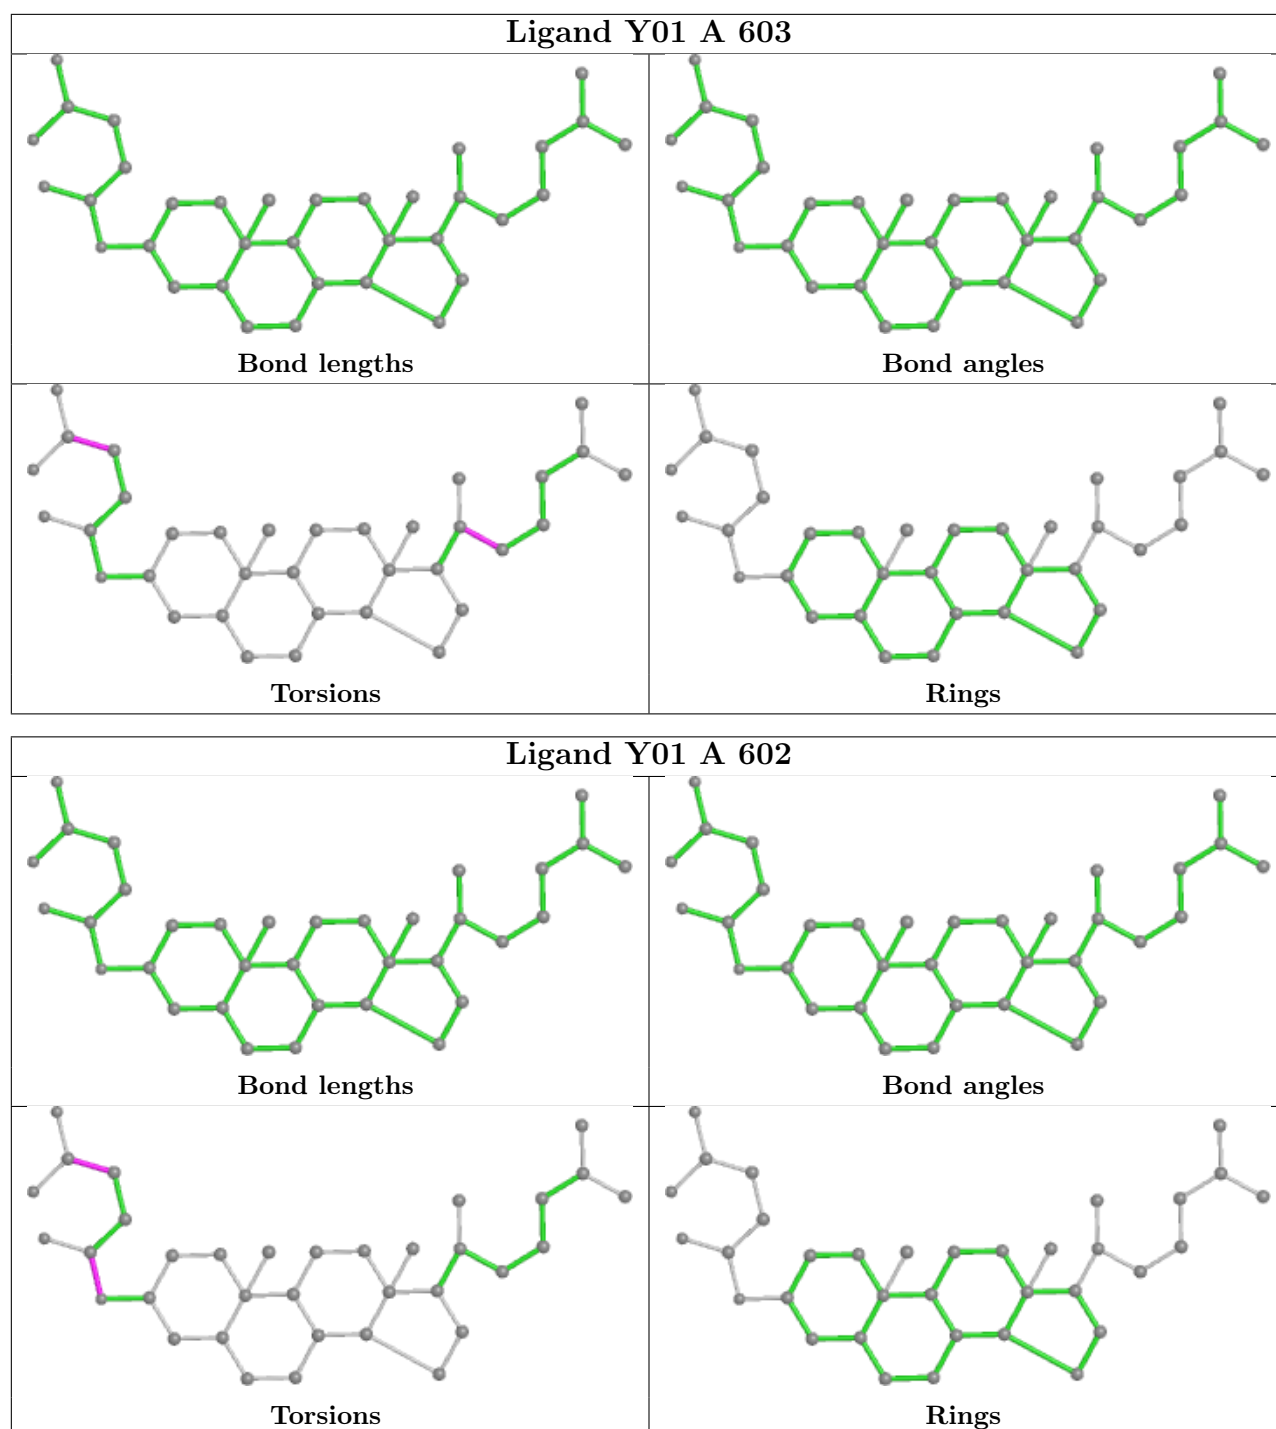 Ligand Y01 A 603
Bond lengths
Bond angles
Torsions
Rings
Ligand Y01 A 602
Bond lengths
Bond angles
Torsions
Rings